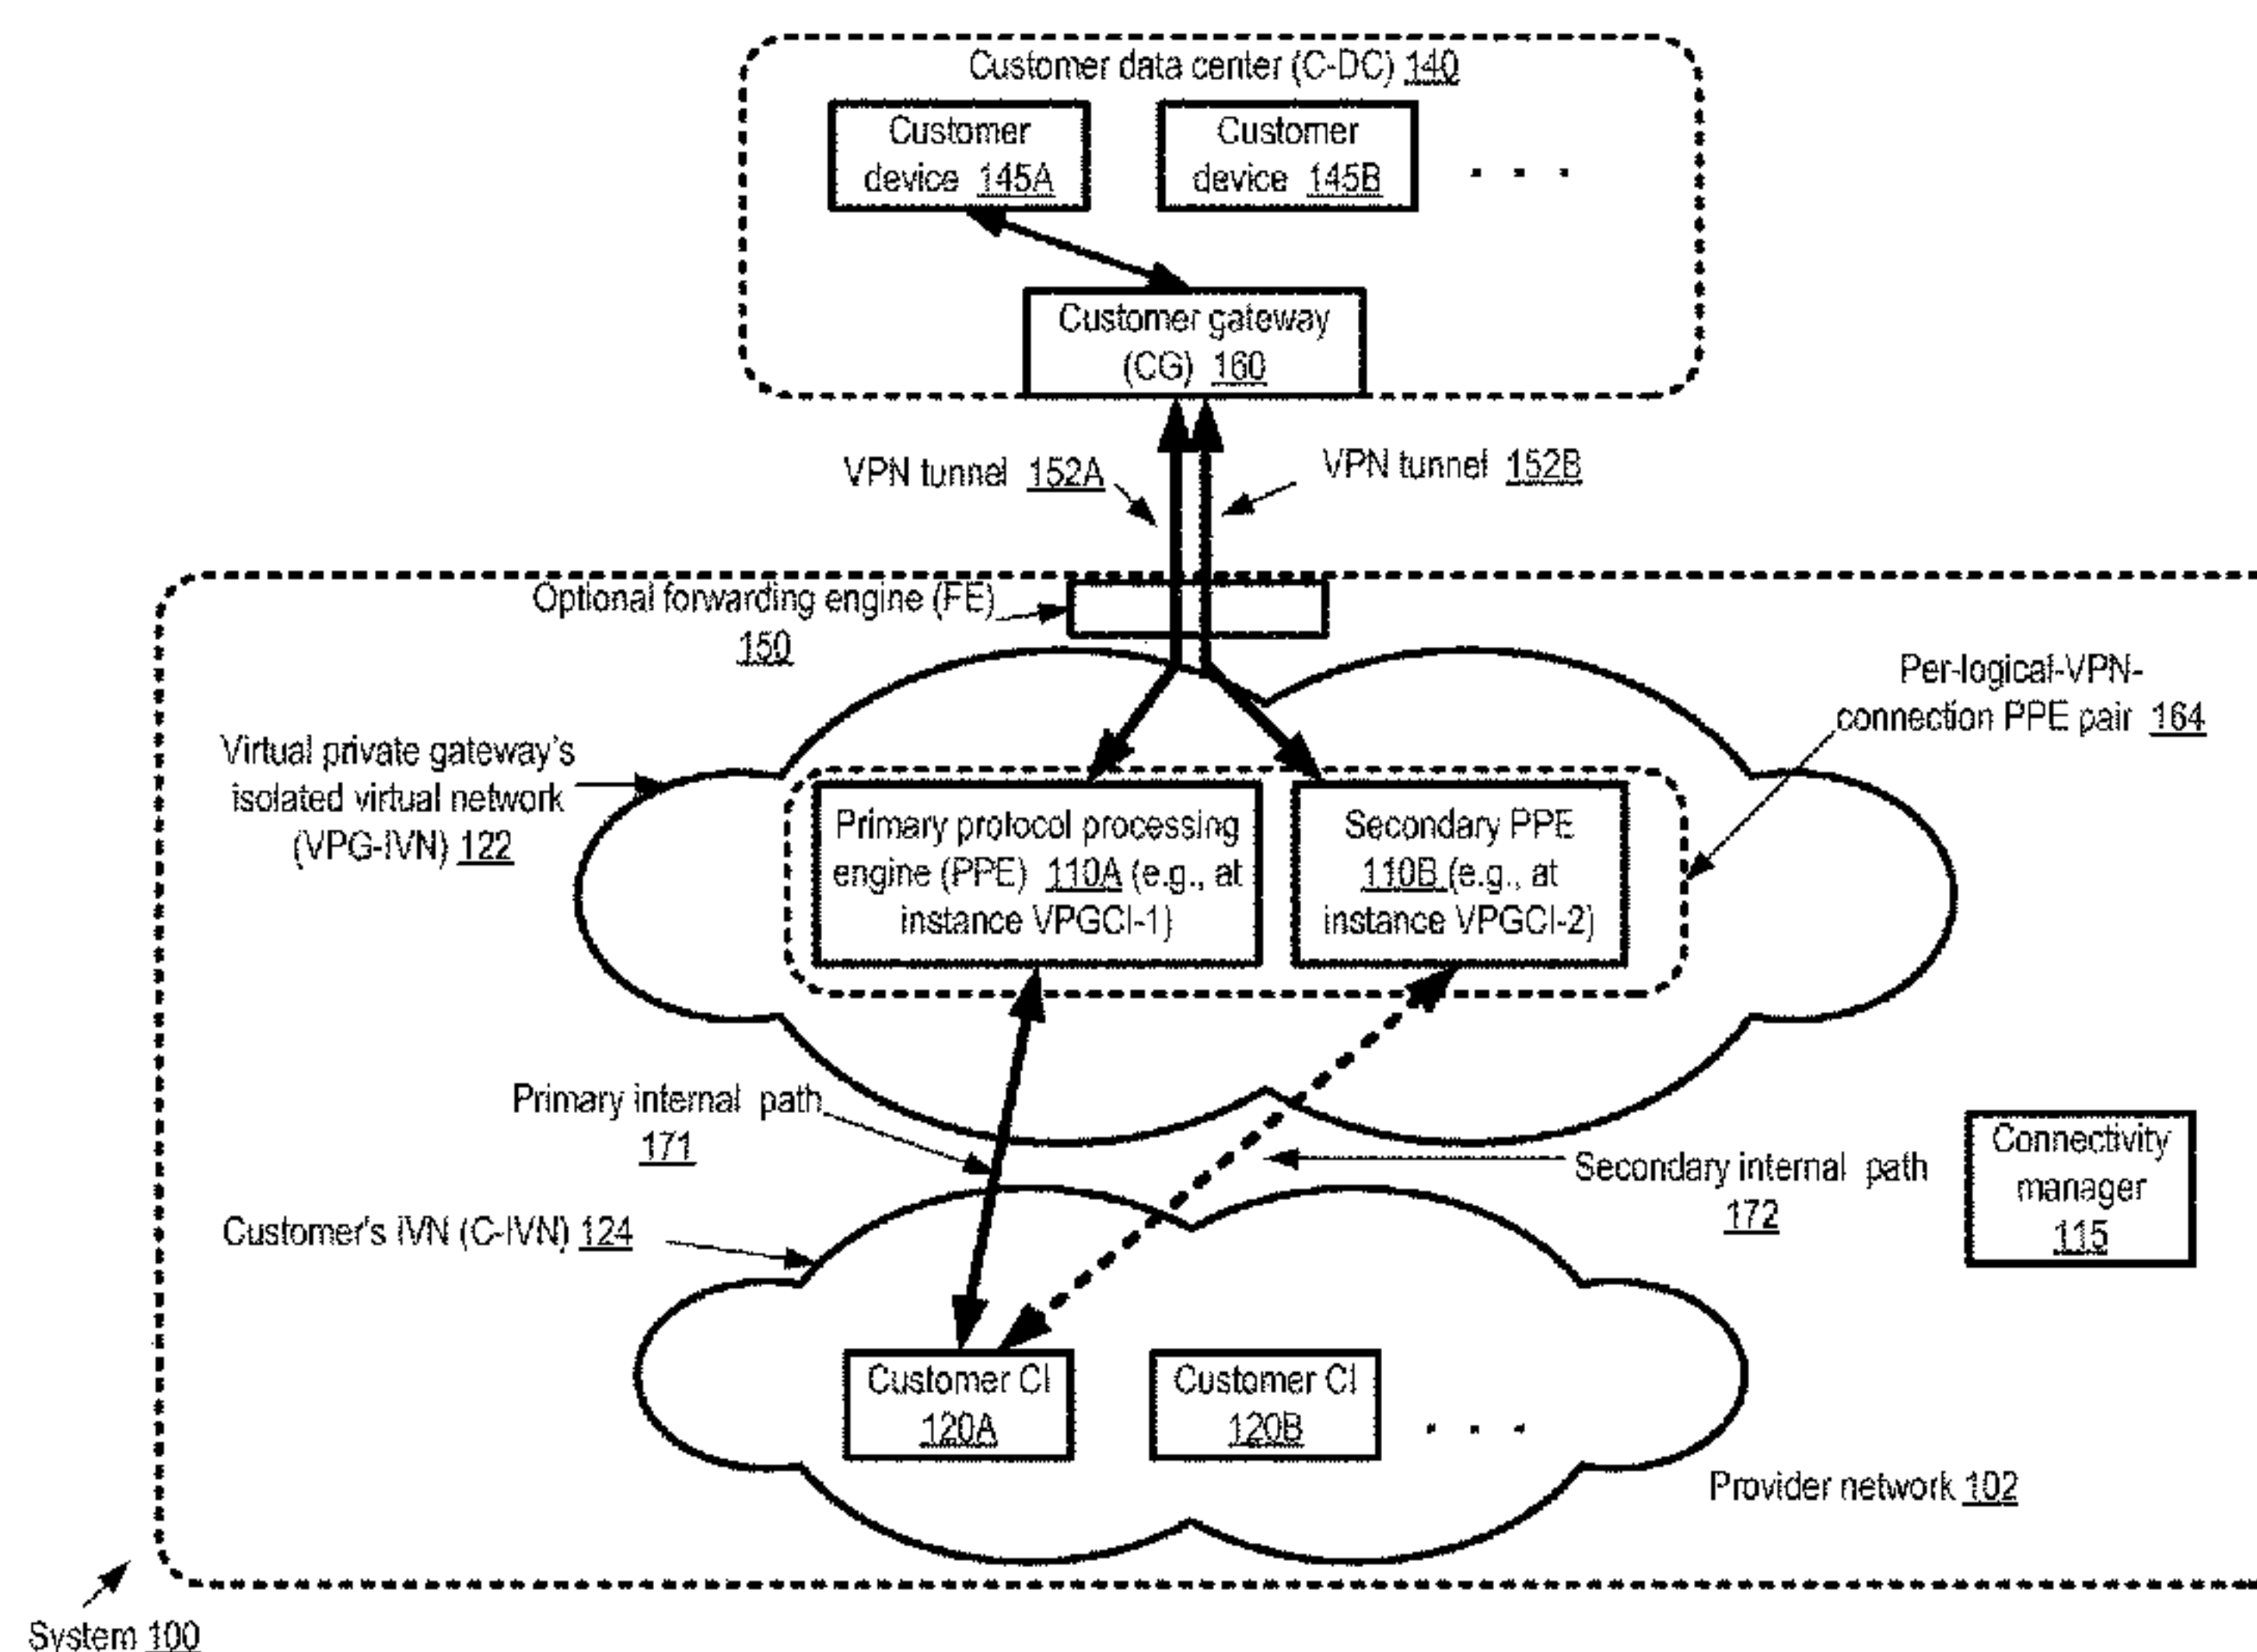 Customer data center (C-DC) 140
Customer
device 145A
Customer
device 145B
. . .
Customer gateway
(CG) 160
VPN tunnel 152A
VPN tunnel 152B
Optional forwarding engine (FE)
150
Per-logical-VPN-
connection PPE pair 164
Virtual private gateway's
isolated virtual network
(VPG-IVN) 122
Primary protocol processing
engine (PPE) 110A (e.g., at
instance VPGCI-1)
Secondary PPE
110B (e.g., at
instance VPGCI-2)
Primary internal path
171
Secondary internal path
172
Connectivity
manager
115
Customer's IVN (C-IVN) 124
Customer CI
120A
Customer CI
120B
. . .
Provider network 102
System 100